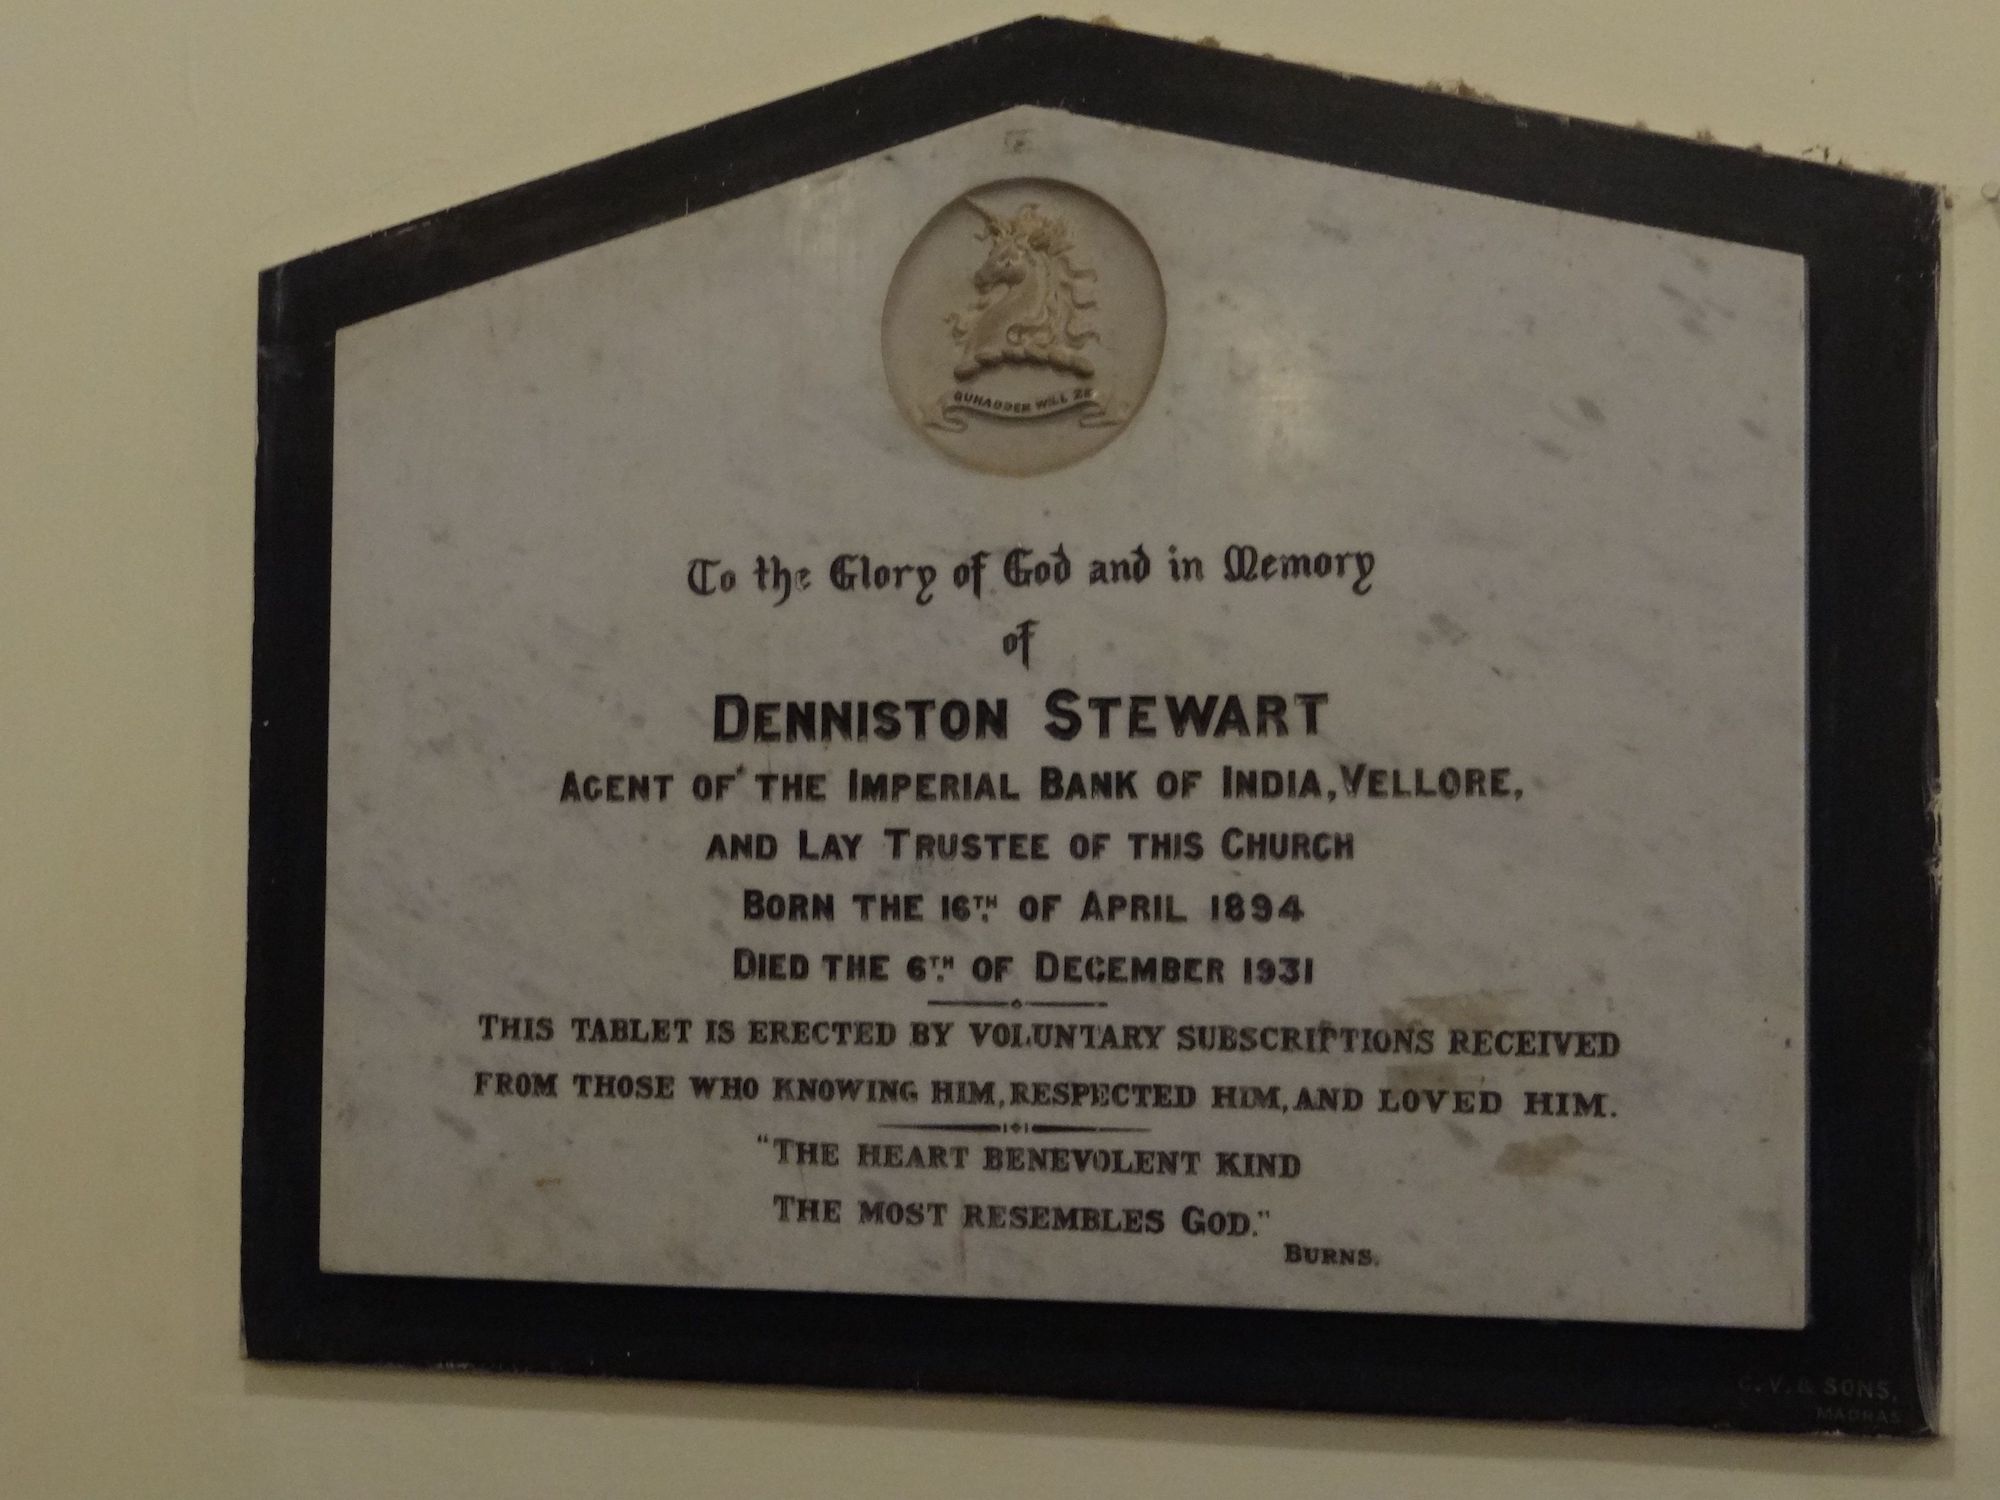 QUHADDER WILL ZE
To the Glory of God and in Memory
of
DENNISTON STEWART
AGENT OF THE IMPERIAL BANK OF INDIA, VELLORE,
AND LAY TRUSTEE OF THIS CHURCH
BORN THE 16TH. OF APRIL 1894
DIED THE 6TH. OF DECEMBER 1931
THIS TABLET IS ERECTED BY VOLUNTARY SUBSCRIPTIONS RECEIVED
FROM THOSE WHO KNOWING HIM, RESPECTED HIM, AND LOVED HIM.
"THE HEART BENEVOLENT KIND
THE MOST RESEMBLES GOD."
BURNS.
V. & SONS,
MADRAS